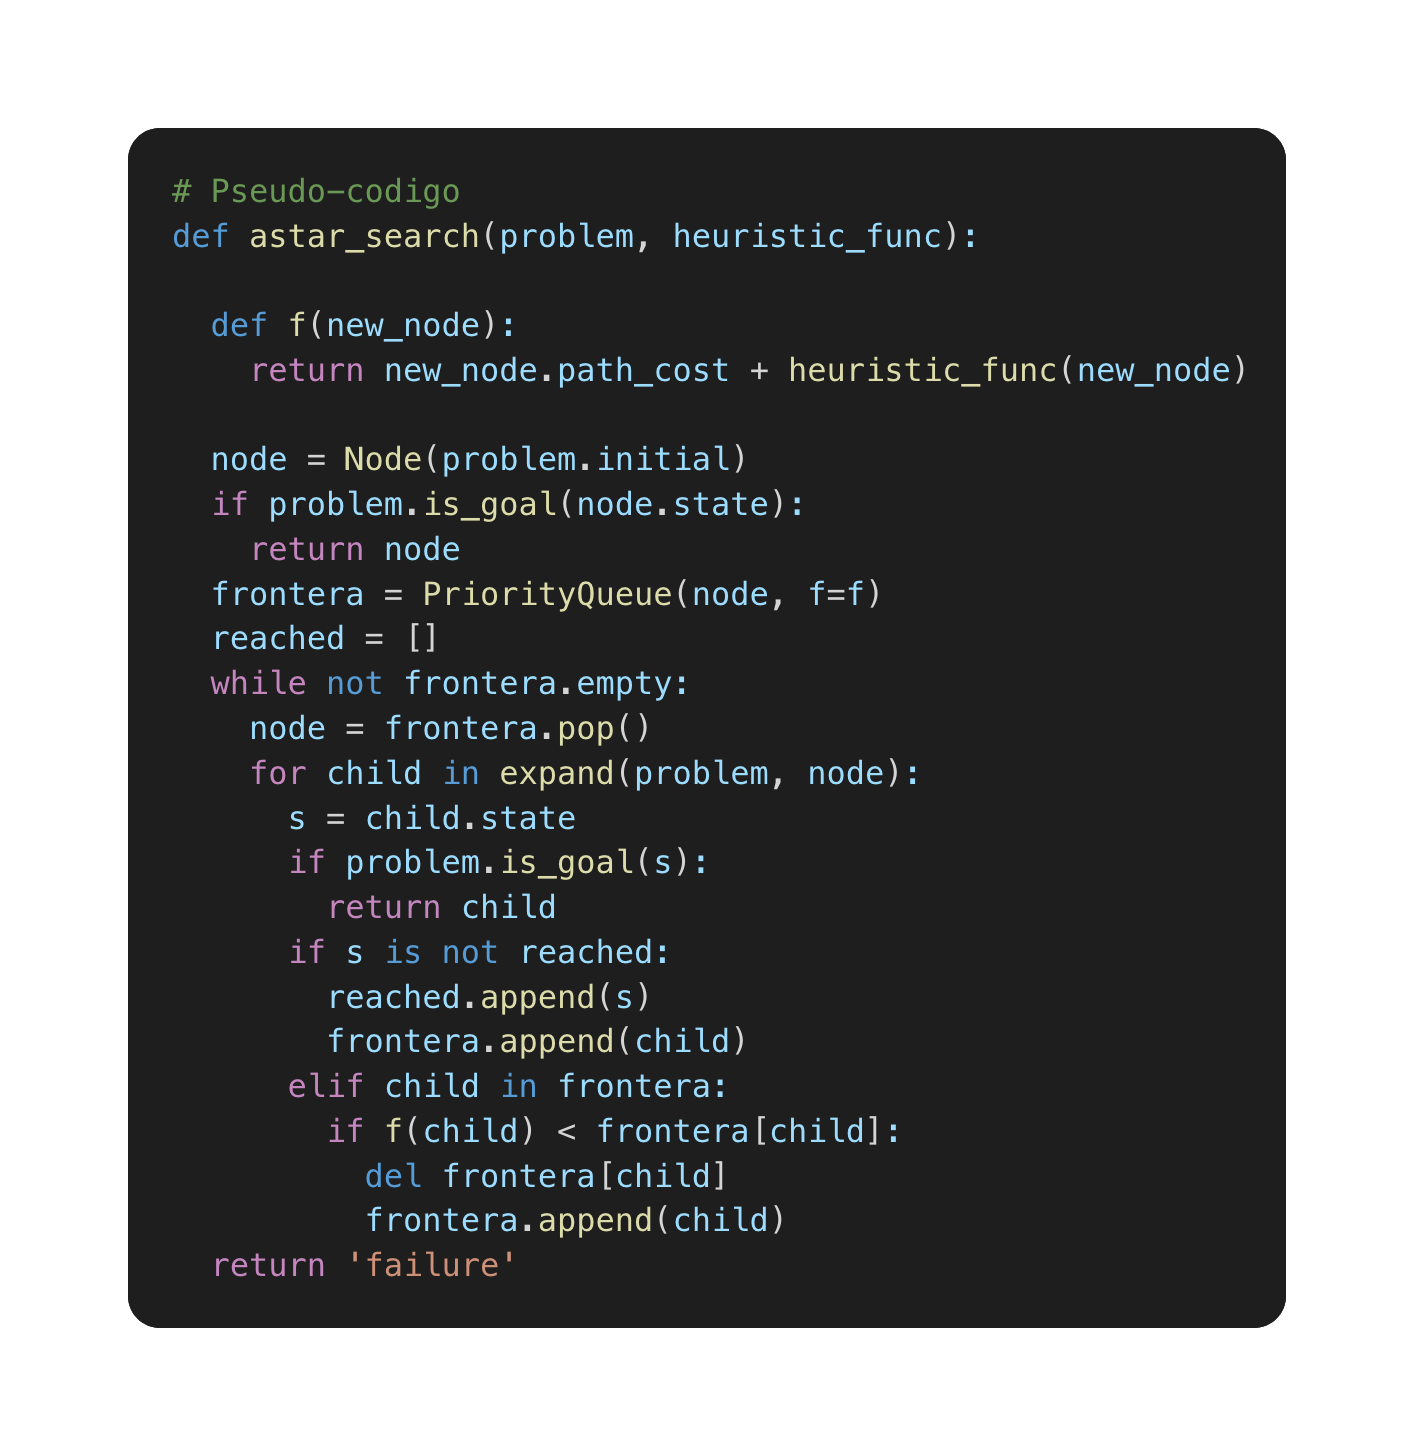 # Pseudo-codigo
def astar_search(problem, heuristic_func):

  def f(new_node):
    return new_node.path_cost + heuristic_func(new_node)

  node = Node(problem.initial)
  if problem.is_goal(node.state):
    return node
  frontera = PriorityQueue(node, f=f)
  reached = []
  while not frontera.empty:
    node = frontera.pop()
    for child in expand(problem, node):
      s = child.state
      if problem.is_goal(s):
        return child
      if s is not reached:
        reached.append(s)
        frontera.append(child)
      elif child in frontera:
        if f(child) < frontera[child]:
          del frontera[child]
          frontera.append(child)
  return 'failure'